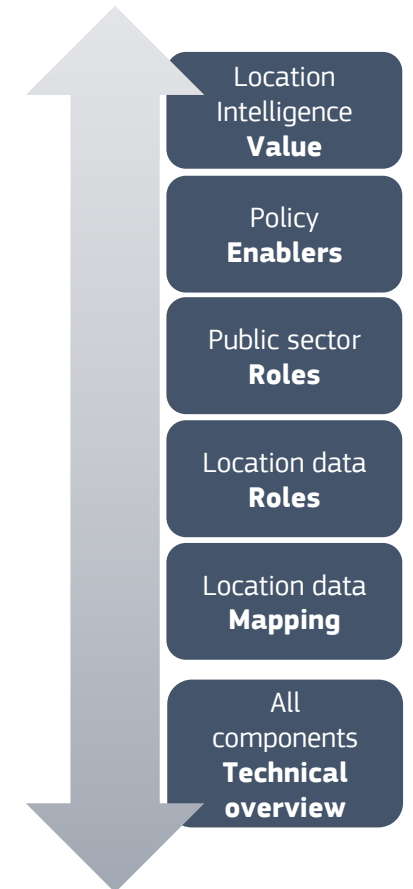 Location
Intelligence
Value
Policy
Enablers
Public sector
Roles
Location data
Roles
Location data
Mapping
All
components
Technical
overview